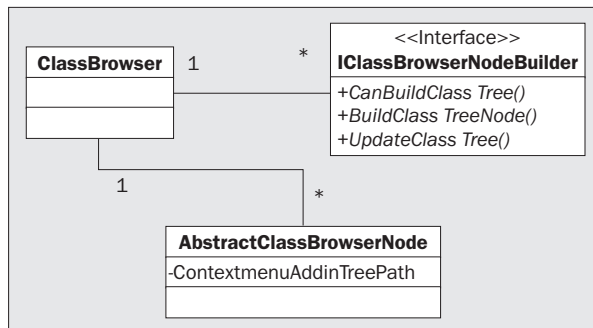 ClassBrowser
1
*
<<Interface>>
IClassBrowserNodeBuilder
+CanBuildClass Tree()
+BuildClass TreeNode()
+UpdateClass Tree()
1
*
AbstractClassBrowserNode
-ContextmenuAddinTreePath